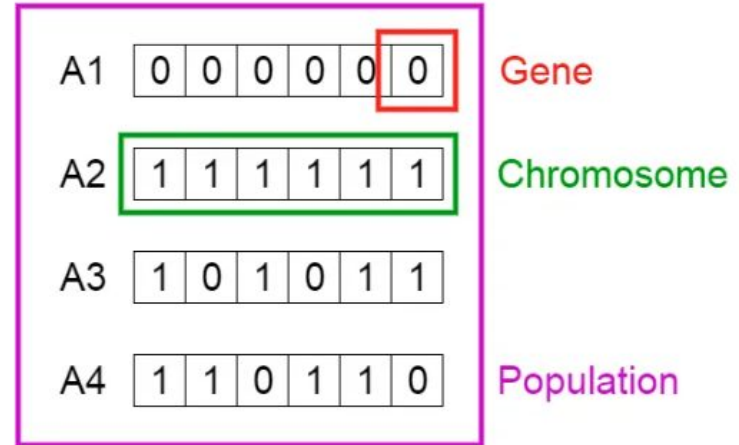 A1 0 0 0 0 0 0 Gene
A2 1 1 1 1 1 1 Chromosome
A3 1 0 1 0 1 1
A4 1 1 0 1 1 0 Population